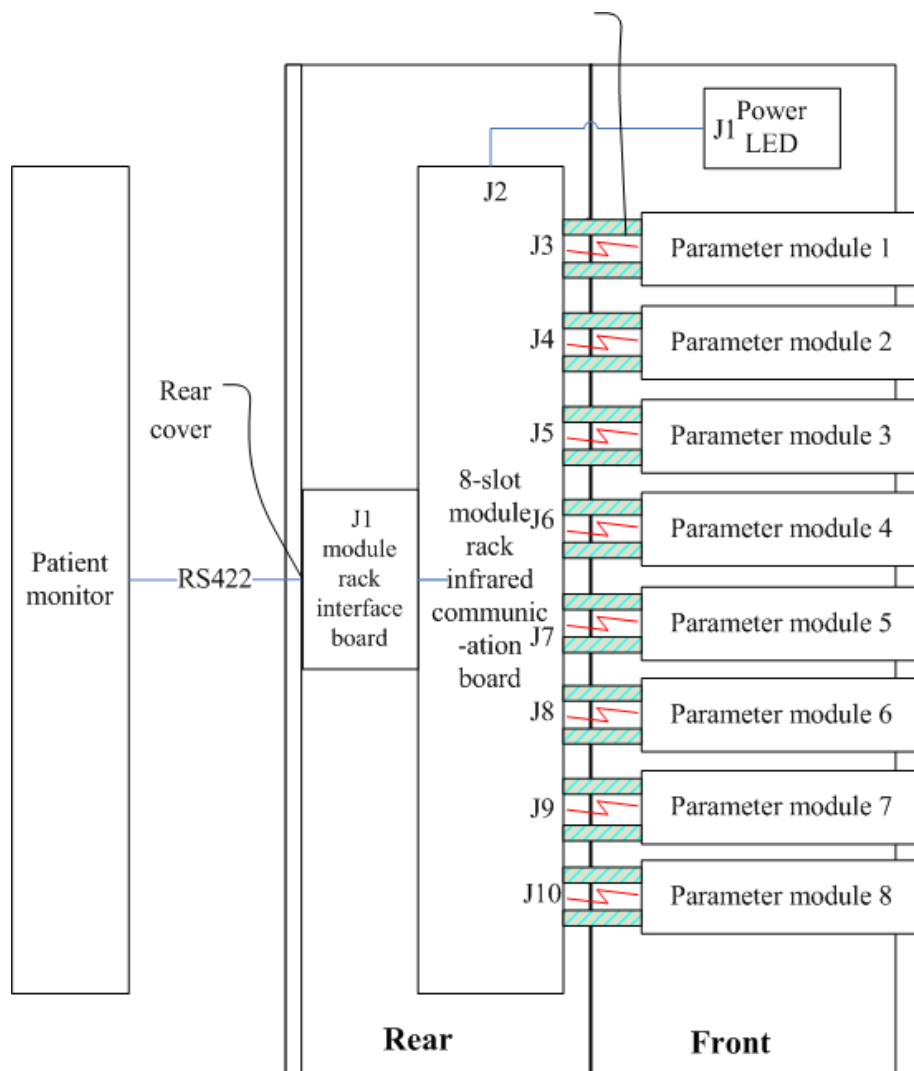 Power
J1
LED
J2
J3
Parameter module 1
J4
Parameter module 2
Rear
cover
J5
Parameter module 3
8-slot
module
rack
infrared
communic
-ation
board
J6
Parameter module 4
J1
module
rack
interface
board
Patient
monitor
RS422
J7
Parameter module 5
J8
Parameter module 6
J9
Parameter module 7
J10
Parameter module 8
Rear
Front